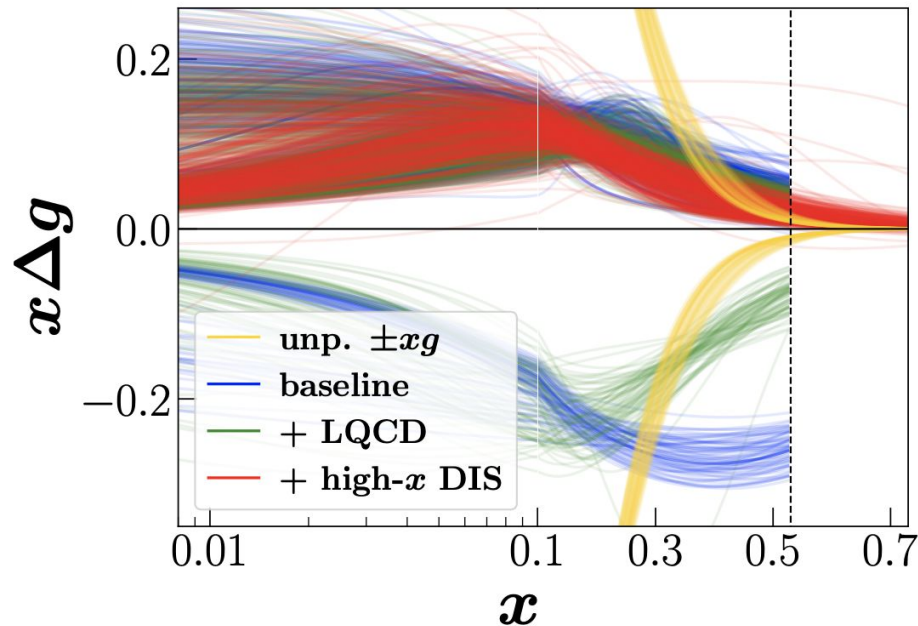 0.2
0.0
−0.2
xΔg
unp. ±xg
baseline
+ LQCD
+ high-x DIS
0.01 0.1 0.3 0.5 0.7
x